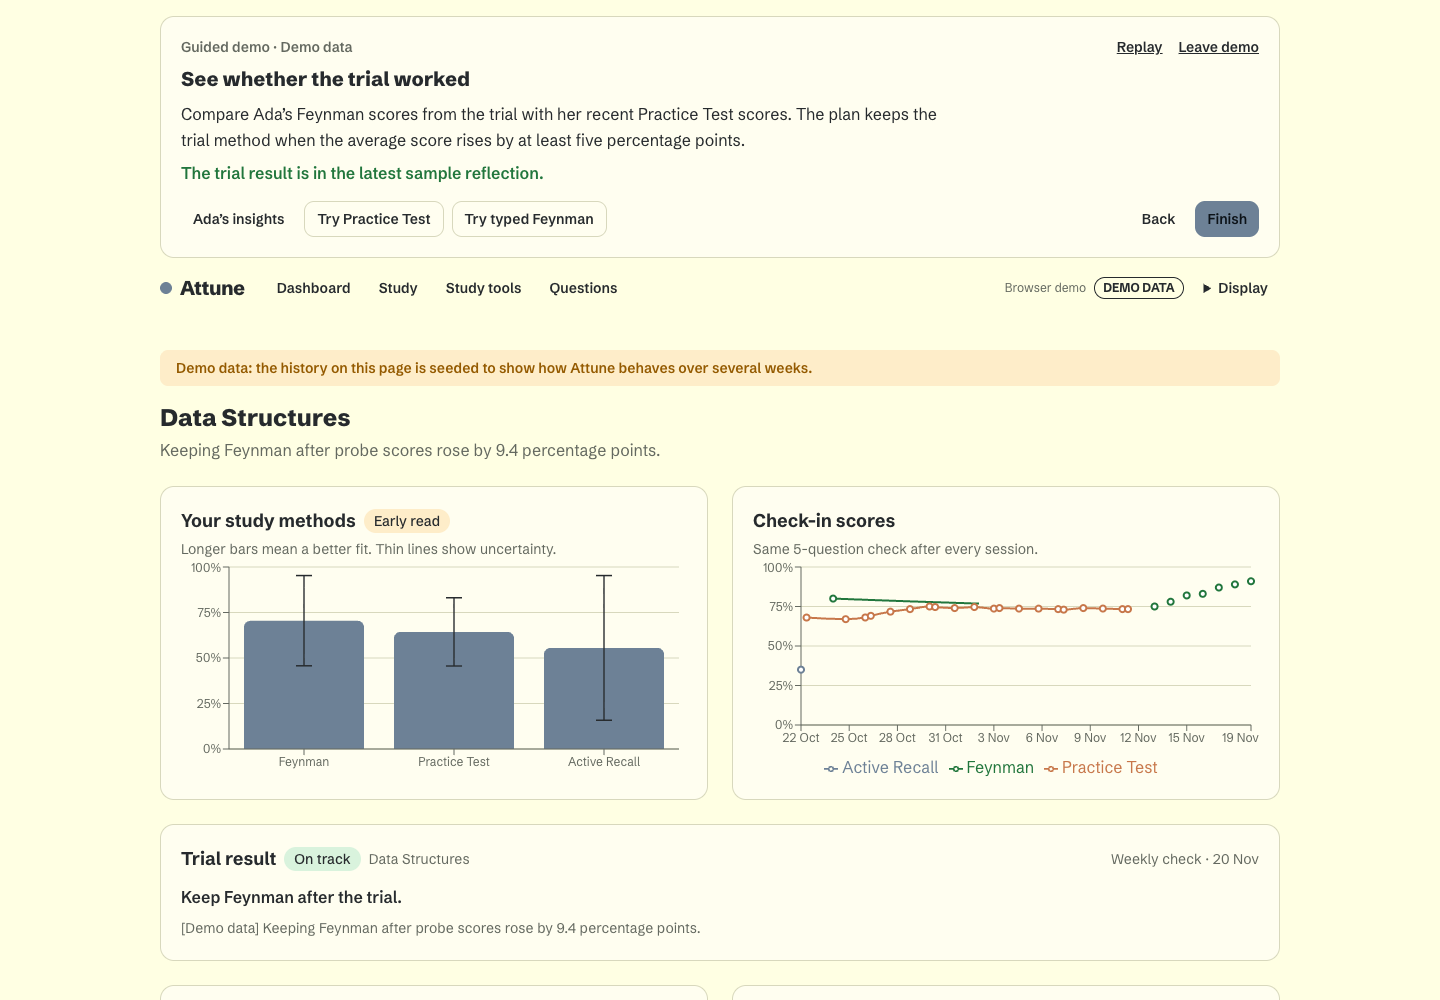 Guided demo · Demo data
Replay Leave demo
See whether the trial worked
Compare Ada’s Feynman scores from the trial with her recent Practice Test scores. The plan keeps the
trial method when the average score rises by at least five percentage points.
The trial result is in the latest sample reflection.
Ada’s insights Try Practice Test Try typed Feynman Back Finish
Attune Dashboard Study Study tools Questions Browser demo DEMO DATA Display
Demo data: the history on this page is seeded to show how Attune behaves over several weeks.
Data Structures
Keeping Feynman after probe scores rose by 9.4 percentage points.
Your study methods Early read
Longer bars mean a better fit. Thin lines show uncertainty.
100%
75%
50%
25%
0%
Feynman Practice Test Active Recall
Check-in scores
Same 5-question check after every session.
100%
75%
50%
25%
0%
22 Oct 25 Oct 28 Oct 31 Oct 3 Nov 6 Nov 9 Nov 12 Nov 15 Nov 19 Nov
Active Recall Feynman Practice Test
Trial result On track Data Structures Weekly check · 20 Nov
Keep Feynman after the trial.
[Demo data] Keeping Feynman after probe scores rose by 9.4 percentage points.